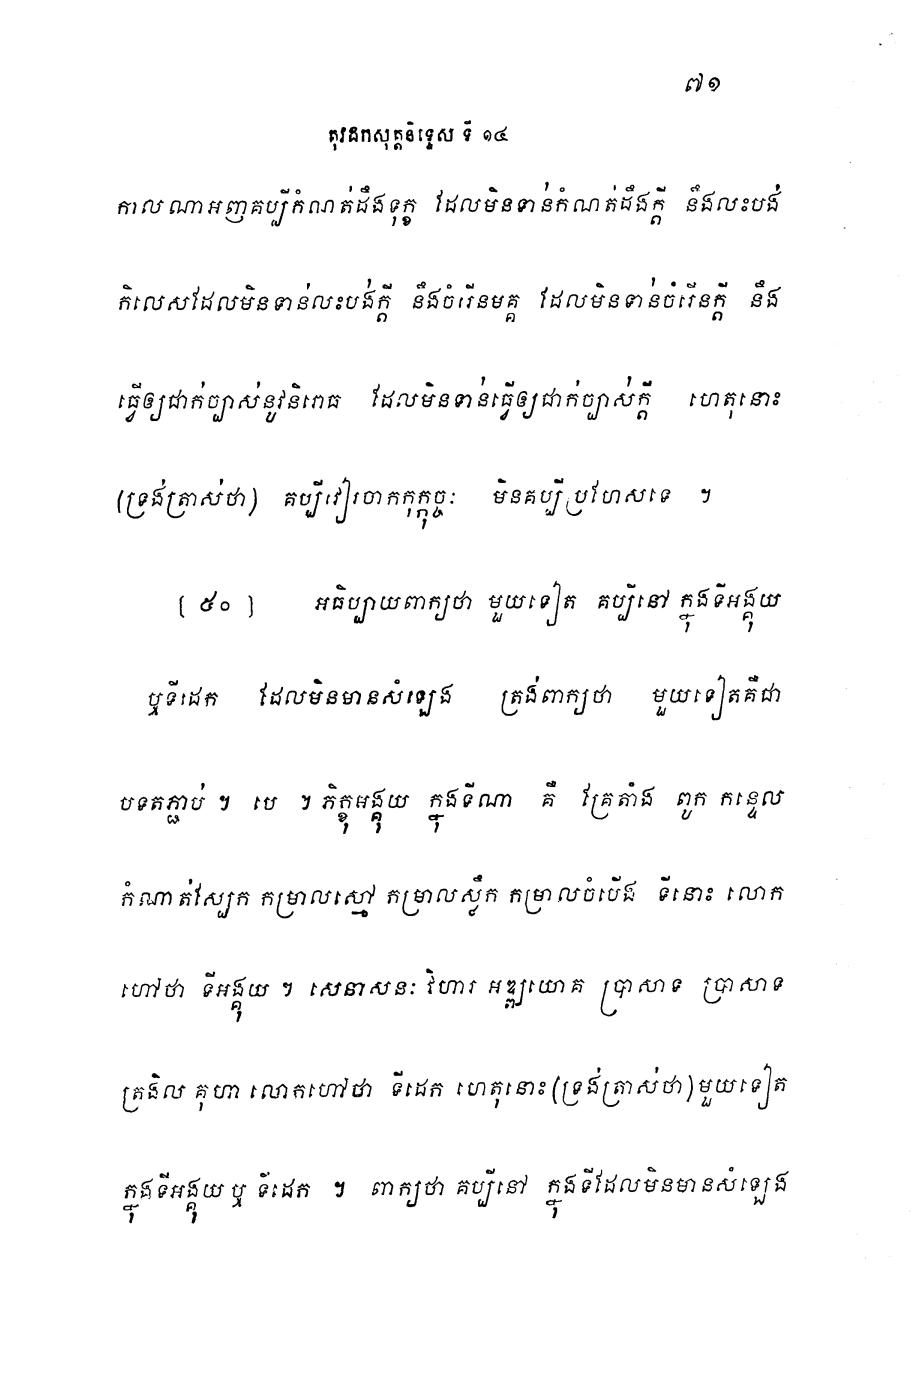 ៧១
តុវដកសុត្តនិទ្ទេស ទី ១៤
កាលណាអញគប្បីកំណត់ដឹងទុក្ខ ដែលមិនទាន់កំណត់ដឹងក្តី នឹងលះបង់
កិលេសដែលមិនទាន់លះបង់ក្តី នឹងចំរើនមគ្គ ដែលមិនទាន់ចំរើនក្តី នឹង
ធ្វើឲ្យជាក់ច្បាស់នូវនិរោធ ដែលមិនទាន់ធ្វើឲ្យជាក់ច្បាស់ក្តី ហេតុនោះ
(ទ្រង់ត្រាស់ថា) គប្បីវៀរចាកកុក្កុច្ចៈ មិនគប្បីប្រហែសទេ ។
[ ៥០ ] អធិប្បាយពាក្យថា មួយទៀត គប្បីនៅ ក្នុងទីអង្គុយ
ឬទីដេក ដែលមិនមានសំឡេង ត្រង់ពាក្យថា មួយទៀតគឺជា
បទតភ្ជាប់ ។ បេ ។ ភិក្ខុអង្គុយ ក្នុងទីណា គឺ គ្រែតាំង ពូក កន្ទេល
កំណាត់ស្បែក កម្រាលស្មៅ កម្រាលស្លឹក កម្រាលចំបើង ទីនោះ លោក
ហៅថា ទីអង្គុយ ។ សេនាសនៈ វិហារ អឌ្ឍយោគ ប្រាសាទ ប្រាសាទ
ត្រងិល គុហា លោកហៅថា ទីដេក ហេតុនោះ (ទ្រង់ត្រាស់ថា) មួយទៀត
ក្នុងទីអង្គុយ ឬ ទីដេក ។ ពាក្យថា គប្បីនៅ ក្នុងទីដែលមិនមានសំឡេង